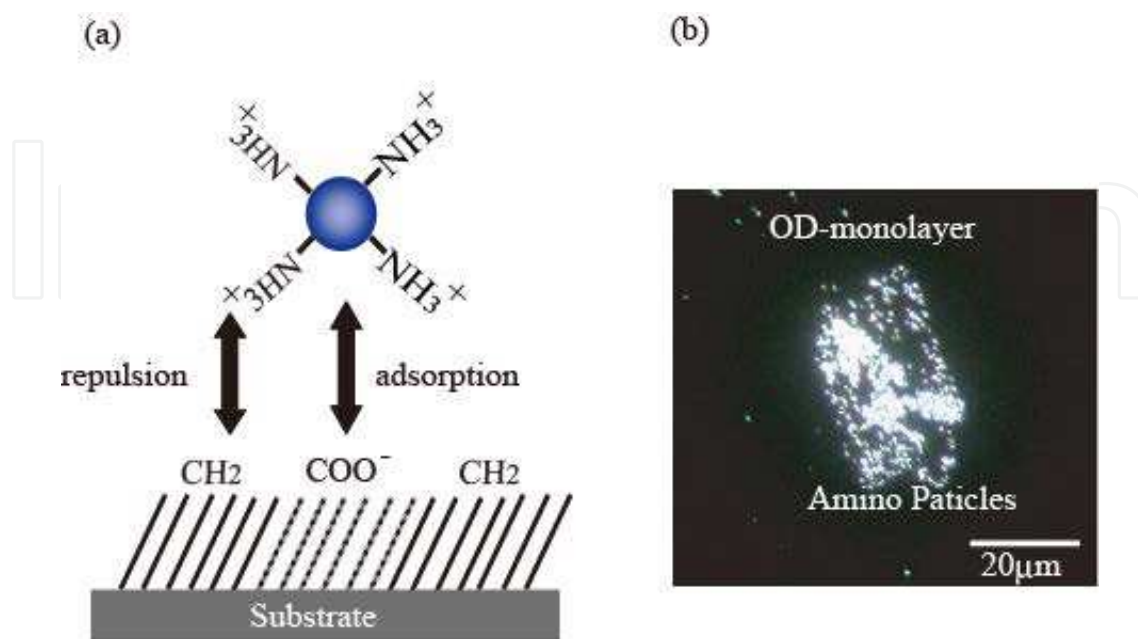 (a)
+
3HN
NH3
+
+
3HN
NH3
+
repulsion
adsorption
CH2 COO⁻ CH2
Substrate
(b)
OD-monolayer
Amino Paticles
20μm